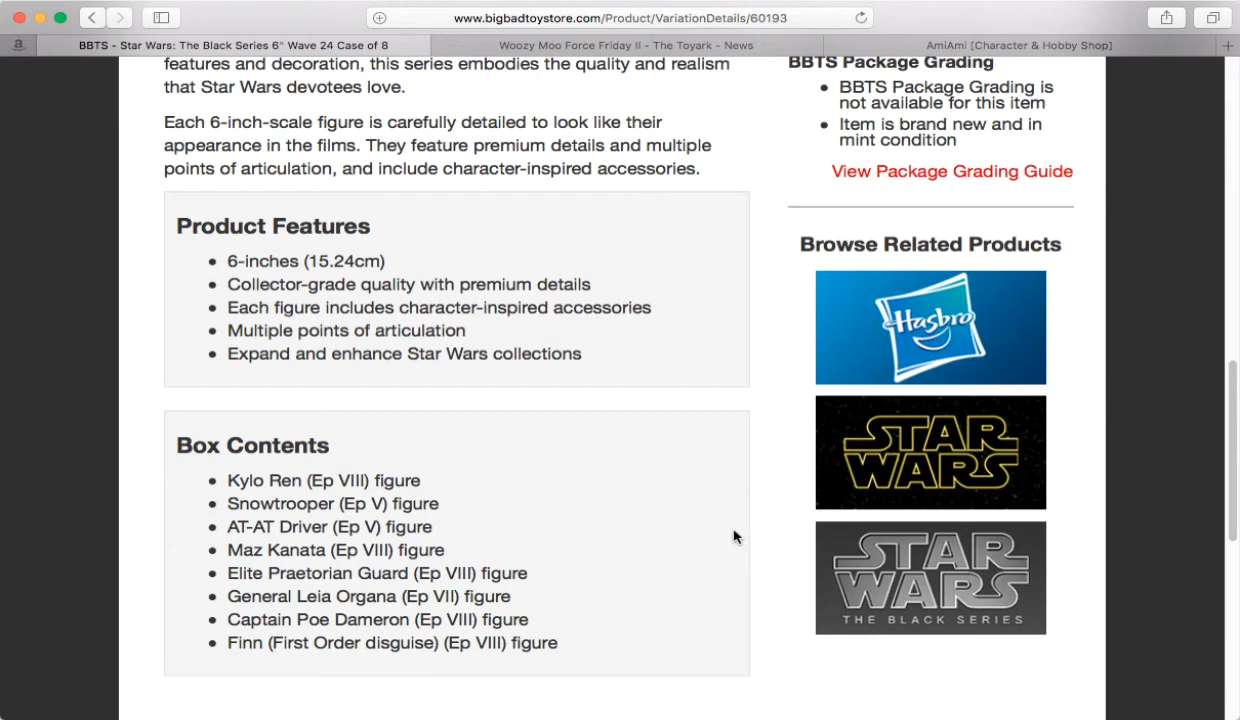 www.bigbadtoystore.com/Product/VariationDetails/60193
a
BBTS - Star Wars: The Black Series 6" Wave 24 Case of 8
Woozy Moo Force Friday II - The Toyark - News
AmiAmi [Character & Hobby Shop]
features and decoration, this series embodies the quality and realism
that Star Wars devotees love.
Each 6-inch-scale figure is carefully detailed to look like their
appearance in the films. They feature premium details and multiple
points of articulation, and include character-inspired accessories.
Product Features
• 6-inches (15.24cm)
• Collector-grade quality with premium details
• Each figure includes character-inspired accessories
• Multiple points of articulation
• Expand and enhance Star Wars collections
Box Contents
• Kylo Ren (Ep VIII) figure
• Snowtrooper (Ep V) figure
• AT-AT Driver (Ep V) figure
• Maz Kanata (Ep VIII) figure
• Elite Praetorian Guard (Ep VIII) figure
• General Leia Organa (Ep VII) figure
• Captain Poe Dameron (Ep VIII) figure
• Finn (First Order disguise) (Ep VIII) figure
BBTS Package Grading
• BBTS Package Grading is
not available for this item
• Item is brand new and in
mint condition
View Package Grading Guide
Browse Related Products
Hasbro
STAR
WARS
STAR
WARS
THE BLACK SERIES